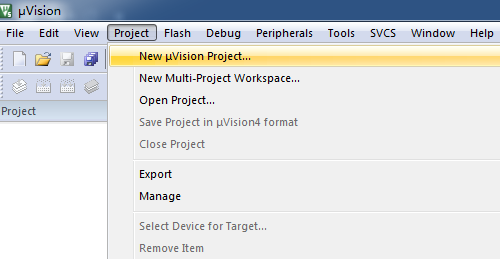 µVision
File Edit View Project Flash Debug Peripherals Tools SVCS Window Help
Project
New µVision Project...
New Multi-Project Workspace...
Open Project...
Save Project in µVision4 format
Close Project
Export
Manage
Select Device for Target...
Remove Item